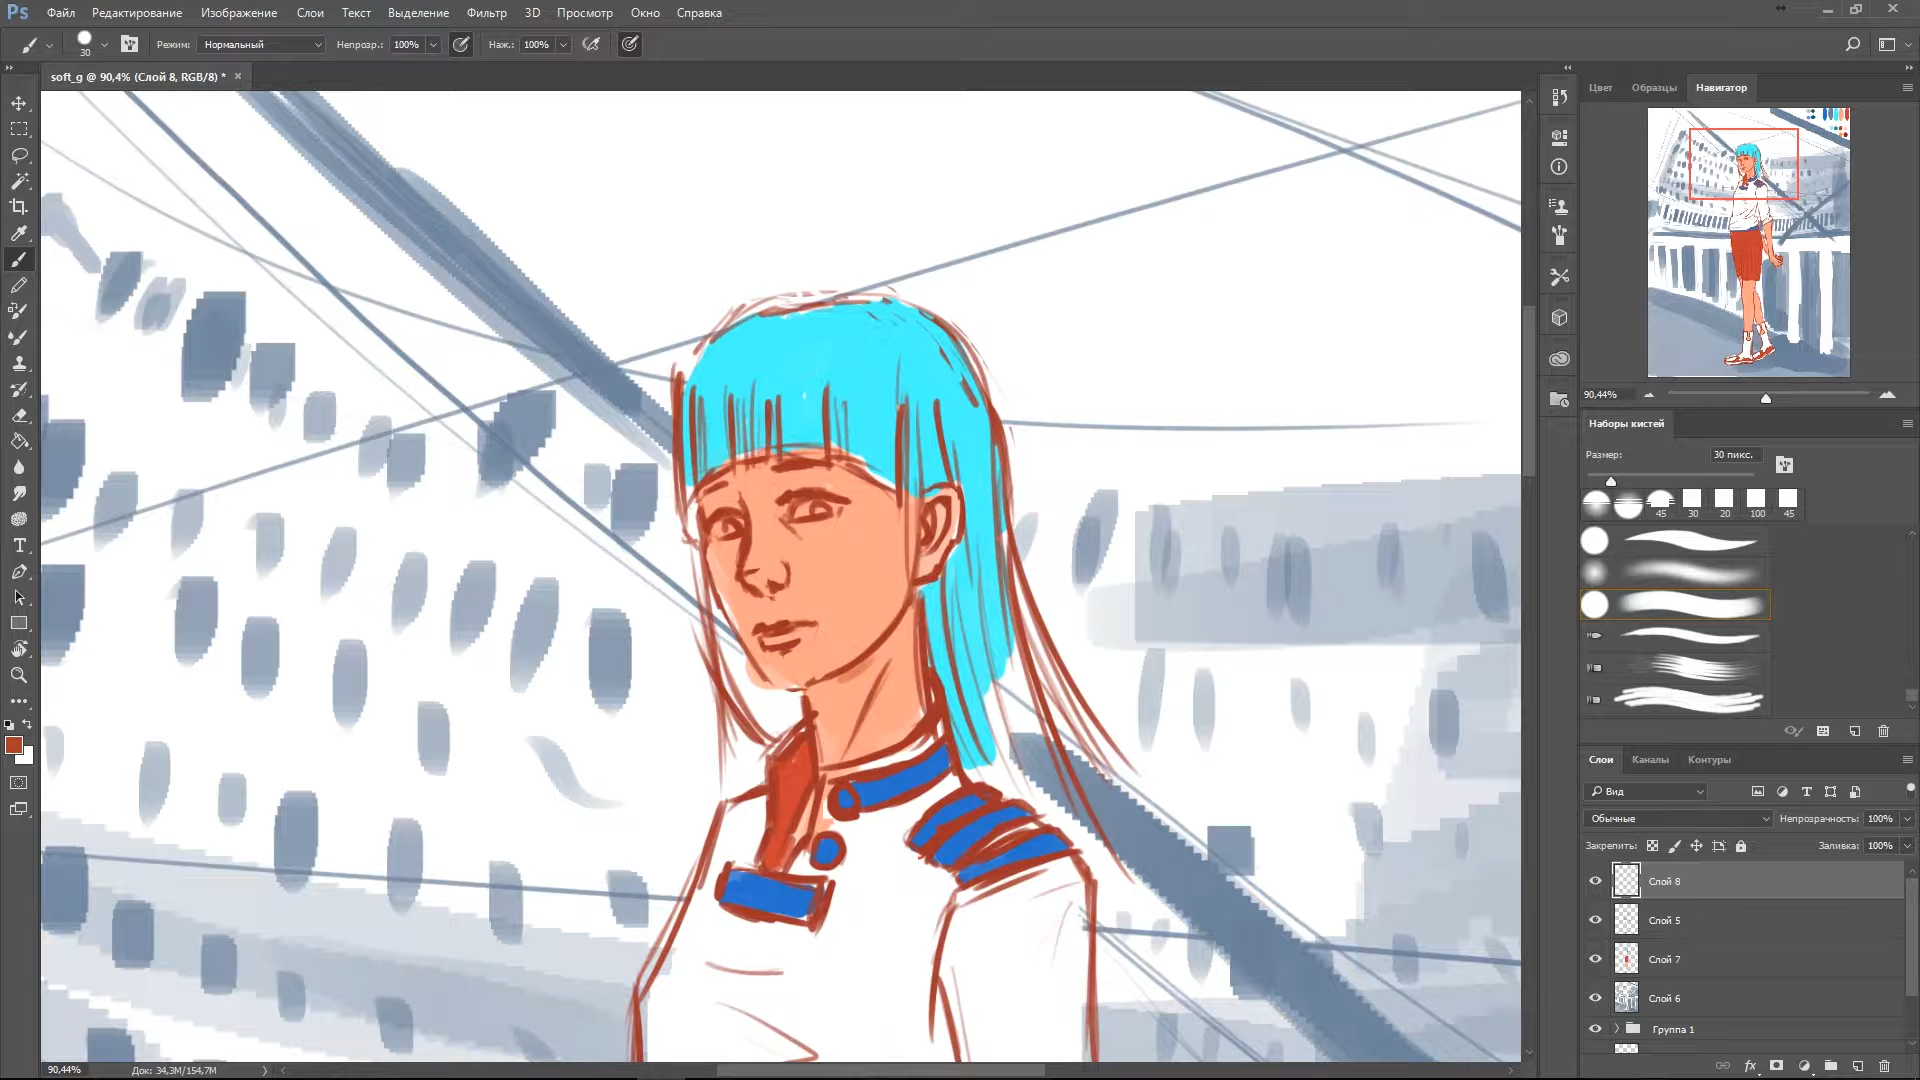 Ps Файл Редактирование Изображение Слои Текст Выделение Фильтр 3D Просмотр Окно Справка
30 Режим: Нормальный Непрозр.: 100% Наж.: 100%
soft_g @ 90,4% (Слой 8, RGB/8) * ×
Цвет Образцы Навигатор
90,44%
Наборы кистей
Размер: 30 пикс.
45 30 20 100 45
Слои Каналы Контуры
Вид
Обычные Непрозрачность: 100%
Закрепить: Заливка: 100%
Слой 8
Слой 5
Слой 7
Слой 6
Группа 1
90,44% Док: 34,3M/154,7M